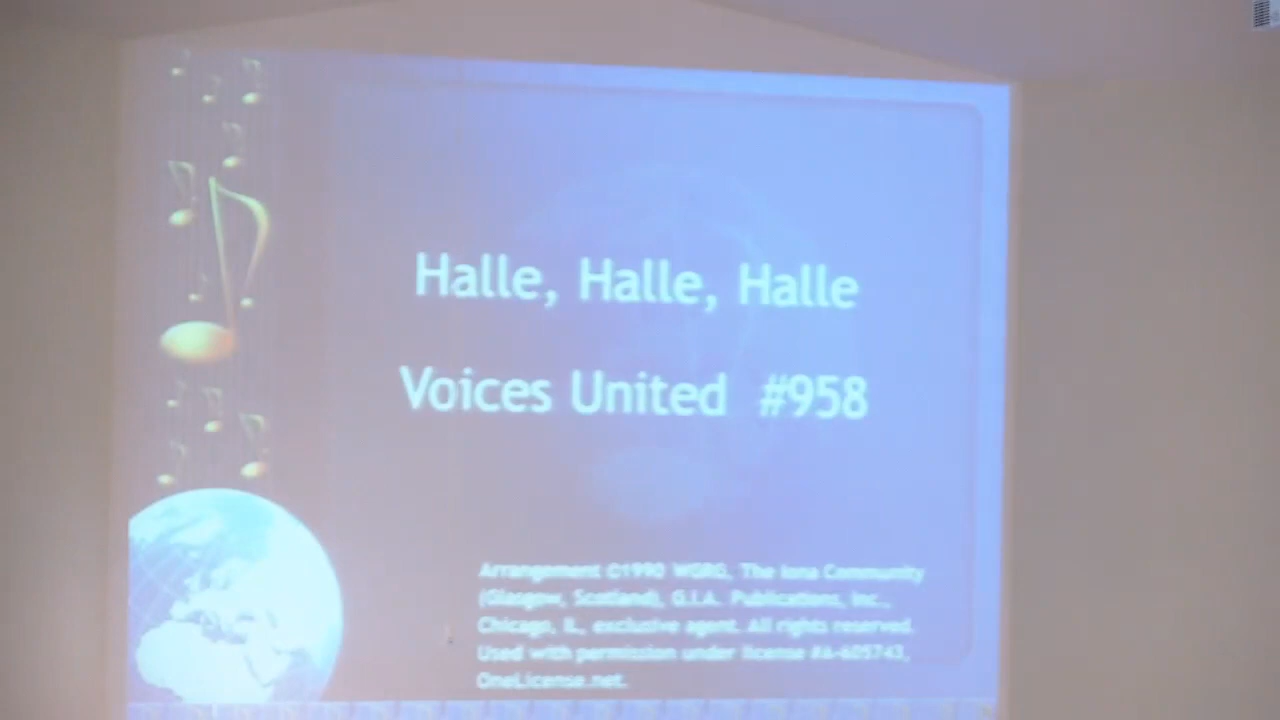 Halle, Halle, Halle
Voices United #958
Arrangement ©1990 WGRG, The Iona Community
(Glasgow, Scotland), G.I.A. Publications, Inc.,
Chicago, IL, exclusive agent. All rights reserved.
Used with permission under license #A-605743,
OneLicense.net.